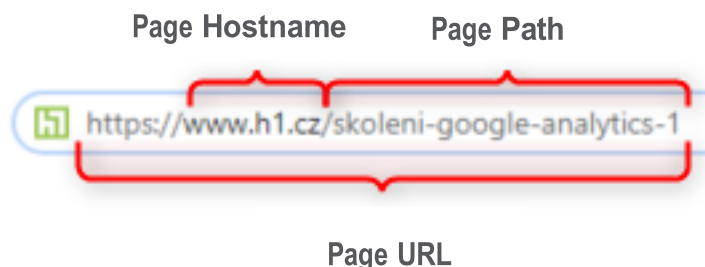 Page Hostname Page Path
https://www.h1.cz/skoleni-google-analytics-1
Page URL